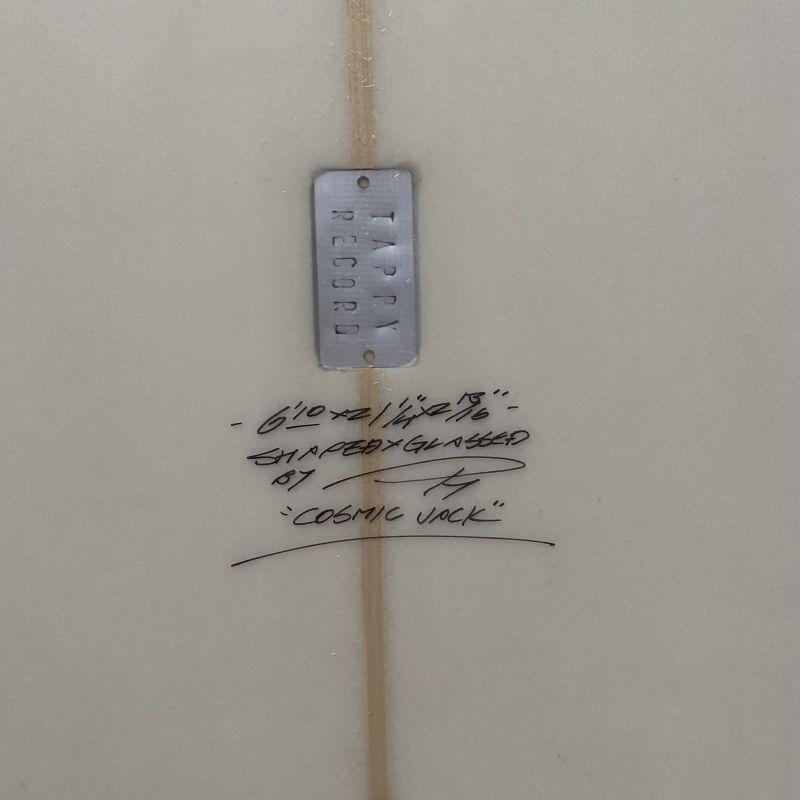 TAPPY
RECORD
- 6'10 x 21 1/4" x 2 13/16" -
SHAPED X GLASSED
BY
"COSMIC JACK"